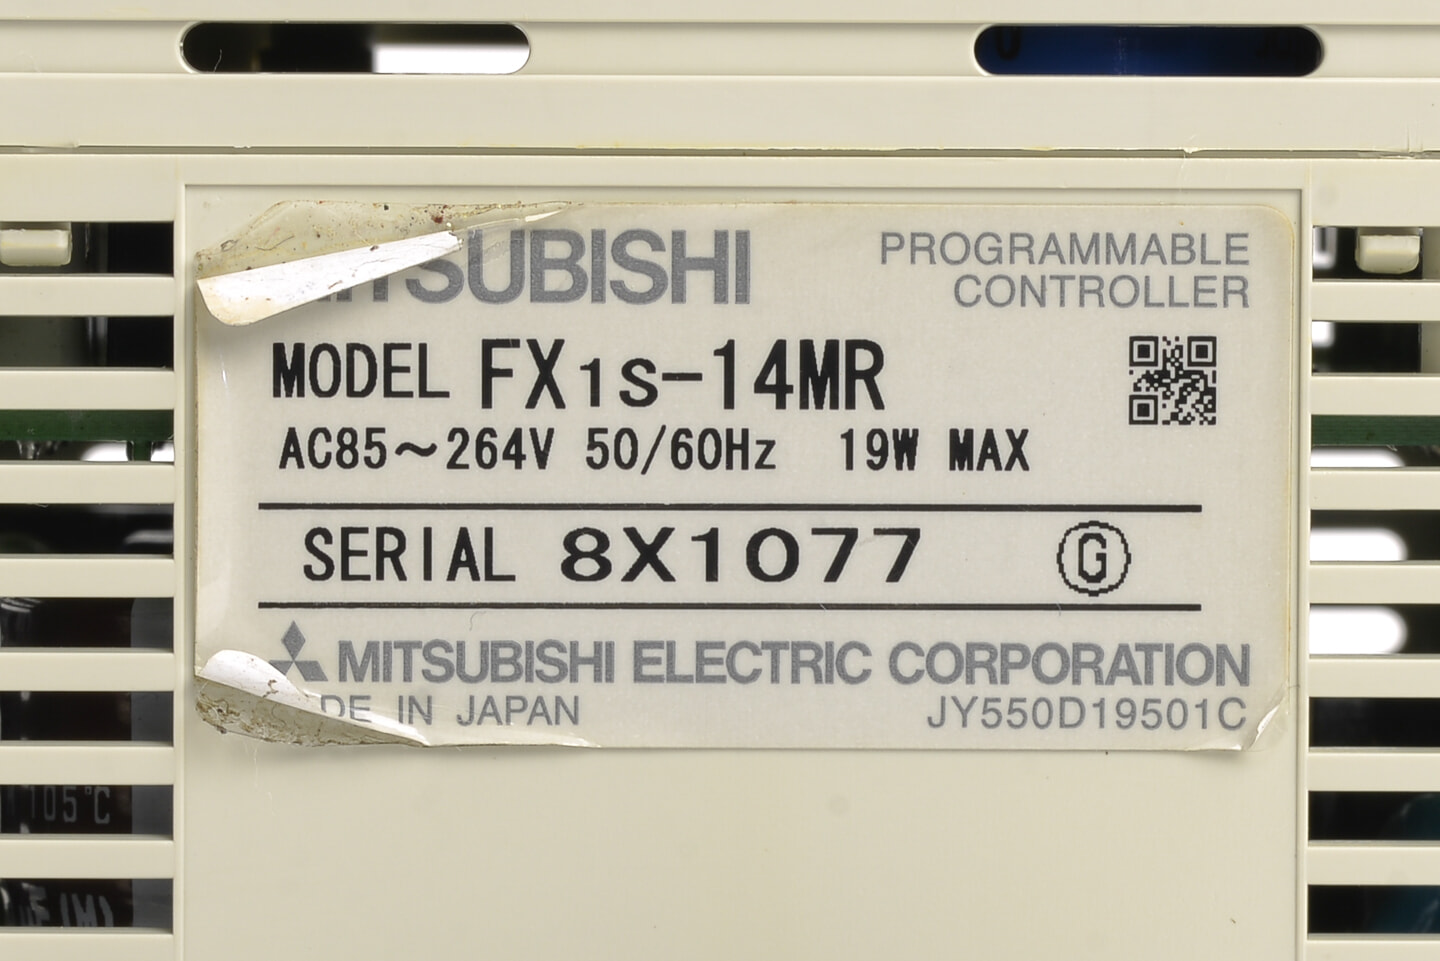 MITSUBISHI PROGRAMMABLE
CONTROLLER
MODEL FX1S-14MR
AC85~264V 50/60Hz 19W MAX
SERIAL 8X1077 G
MITSUBISHI ELECTRIC CORPORATION
DE IN JAPAN JY550D19501C
105°C
(M)